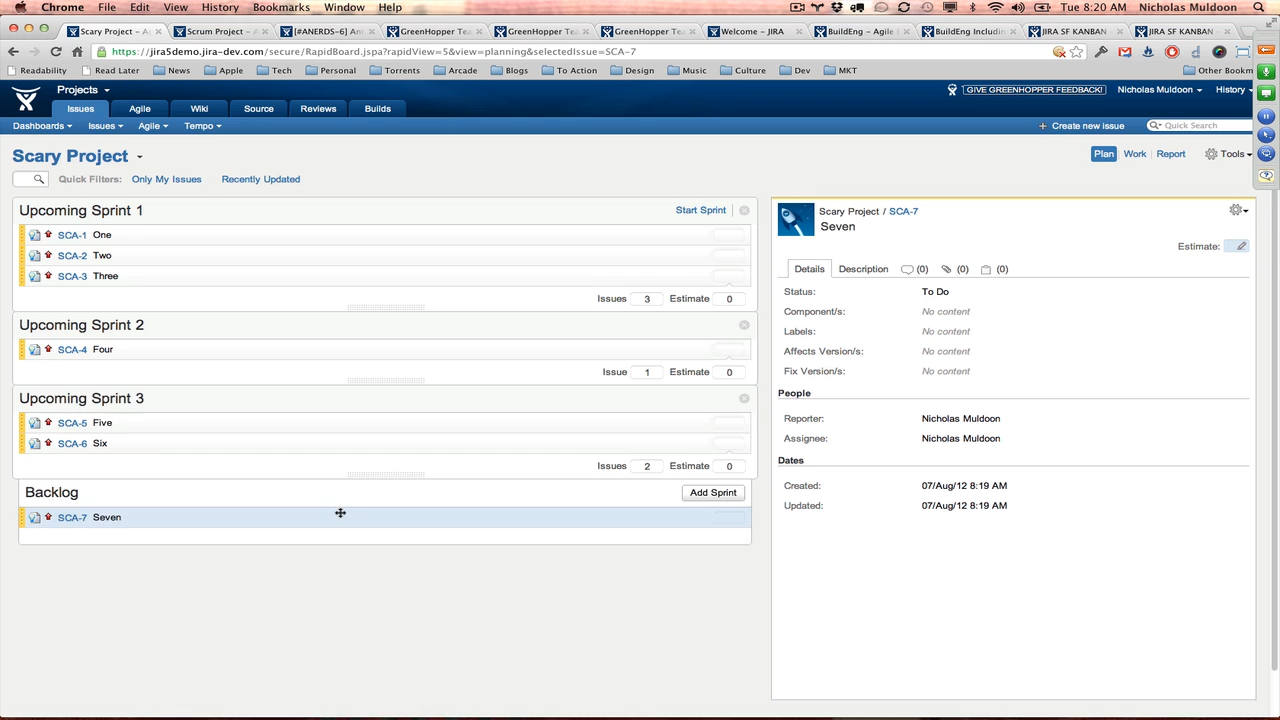 Chrome File Edit View History Bookmarks Window Help Tue 8:20 AM Nicholas Muldoon
Scary Project – Ag Scrum Project – A [#ANERDS–6] An GreenHopper Tea GreenHopper Tea GreenHopper Tea Welcome – JIRA BuildEng – Agile BuildEng Including JIRA SF KANBAN JIRA SF KANBAN
https://jira5demo.jira-dev.com/secure/RapidBoard.jspa?rapidView=5&view=planning&selectedIssue=SCA-7
Readability Read Later News Apple Tech Personal Torrents Arcade Blogs To Action Design Music Culture Dev MKT Other Bookm
Projects GIVE GREENHOPPER FEEDBACK! Nicholas Muldoon History
Issues Agile Wiki Source Reviews Builds
Dashboards Issues Agile Tempo + Create new issue Quick Search
Scary Project Plan Work Report Tools
Quick Filters: Only My Issues Recently Updated
Upcoming Sprint 1 Start Sprint
SCA-1 One
SCA-2 Two
SCA-3 Three
Issues 3 Estimate 0
Upcoming Sprint 2
SCA-4 Four
Issue 1 Estimate 0
Upcoming Sprint 3
SCA-5 Five
SCA-6 Six
Issues 2 Estimate 0
Backlog Add Sprint
SCA-7 Seven
Scary Project / SCA-7
Seven
Estimate:
Details Description (0) (0) (0)
Status: To Do
Component/s: No content
Labels: No content
Affects Version/s: No content
Fix Version/s: No content
People
Reporter: Nicholas Muldoon
Assignee: Nicholas Muldoon
Dates
Created: 07/Aug/12 8:19 AM
Updated: 07/Aug/12 8:19 AM